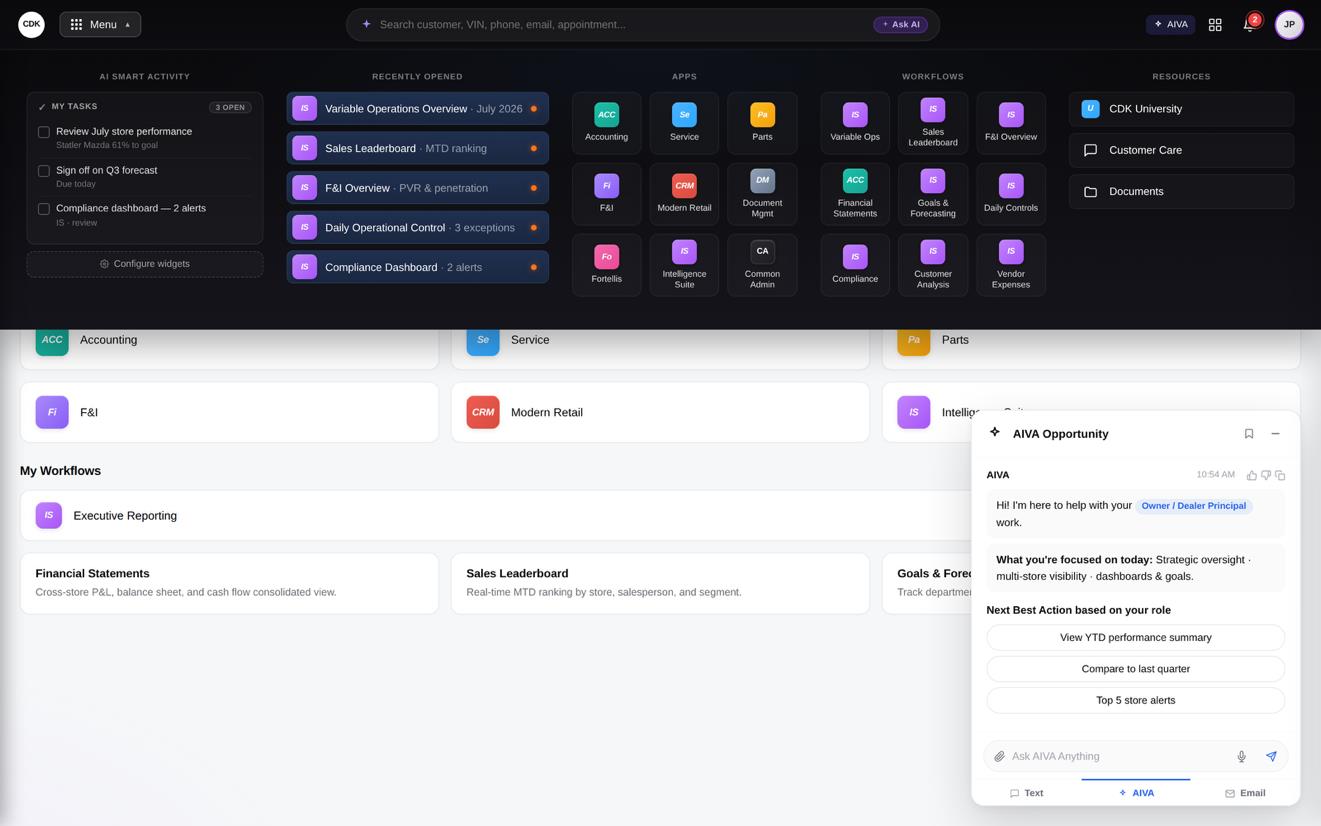 CDK
Menu
Search customer, VIN, phone, email, appointment...
Ask AI
AIVA
2
JP
AI SMART ACTIVITY
MY TASKS
3 OPEN
Review July store performance
Statler Mazda 61% to goal
Sign off on Q3 forecast
Due today
Compliance dashboard — 2 alerts
IS · review
Configure widgets
RECENTLY OPENED
IS Variable Operations Overview · July 2026
IS Sales Leaderboard · MTD ranking
IS F&I Overview · PVR & penetration
IS Daily Operational Control · 3 exceptions
IS Compliance Dashboard · 2 alerts
APPS
ACC
Accounting
Se
Service
Pa
Parts
Fi
F&I
CRM
Modern Retail
DM
Document
Mgmt
Fo
Fortellis
IS
Intelligence
Suite
CA
Common
Admin
WORKFLOWS
IS
Variable Ops
IS
Sales
Leaderboard
IS
F&I Overview
ACC
Financial
Statements
IS
Goals &
Forecasting
IS
Daily Controls
IS
Compliance
IS
Customer
Analysis
IS
Vendor
Expenses
RESOURCES
U CDK University
Customer Care
Documents
ACC Accounting
Se Service
Pa Parts
Fi F&I
CRM Modern Retail
IS
My Workflows
IS Executive Reporting
Financial Statements
Cross-store P&L, balance sheet, and cash flow consolidated view.
Sales Leaderboard
Real-time MTD ranking by store, salesperson, and segment.
Goals & Fore
Track departme
AIVA Opportunity
AIVA
10:54 AM
Hi! I'm here to help with your Owner / Dealer Principal
work.
What you're focused on today: Strategic oversight ·
multi-store visibility · dashboards & goals.
Next Best Action based on your role
View YTD performance summary
Compare to last quarter
Top 5 store alerts
Ask AIVA Anything
Text
AIVA
Email